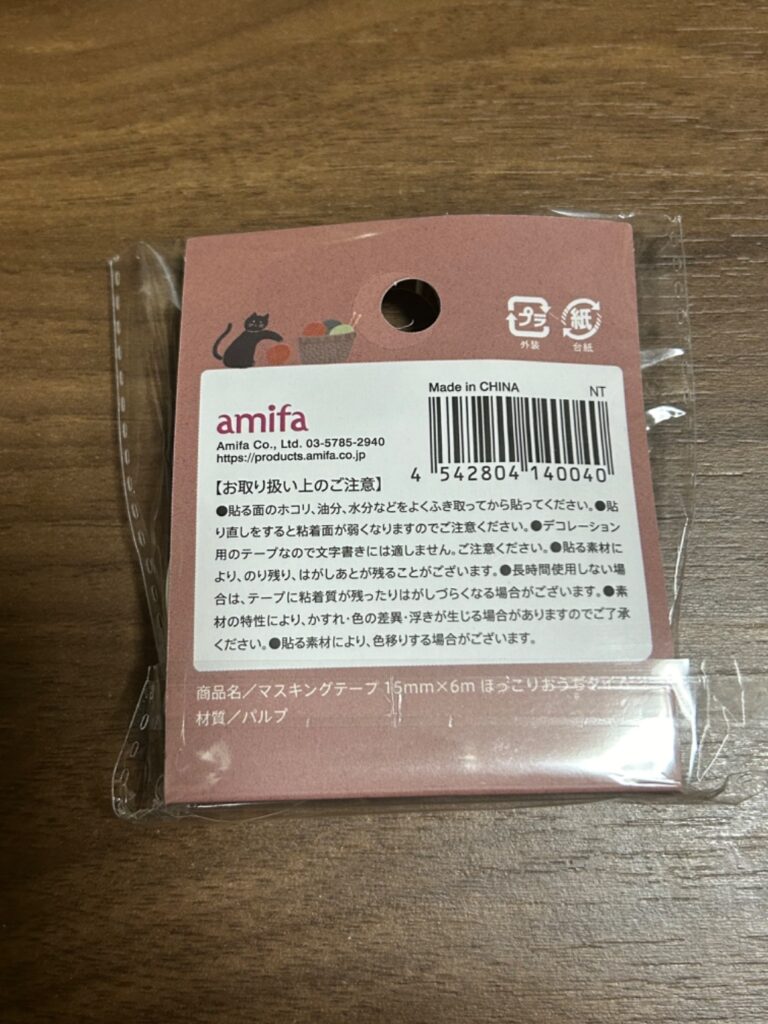 プラ
外装
紙
台紙
Made in CHINA
NT
amifa
Amifa Co., Ltd. 03-5785-2940
https://products.amifa.co.jp
4 542804 140040
【お取り扱い上のご注意】
●貼る面のホコリ、油分、水分などをよくふき取ってから貼ってください。●貼
り直しをすると粘着面が弱くなりますのでご注意ください。●デコレーション
用のテープなので文字書きには適しません。ご注意ください。●貼る素材に
より、のり残り、はがしあとが残ることがございます。●長時間使用しない場
合は、テープに粘着質が残ったりはがしづらくなる場合がございます。●素
材の特性により、かすれ・色の差異・浮きが生じる場合がありますのでご了承
ください。●貼る素材により、色移りする場合がございます。
商品名／マスキングテープ 15mm×6m ほっこりおうちタイム
材質／パルプ